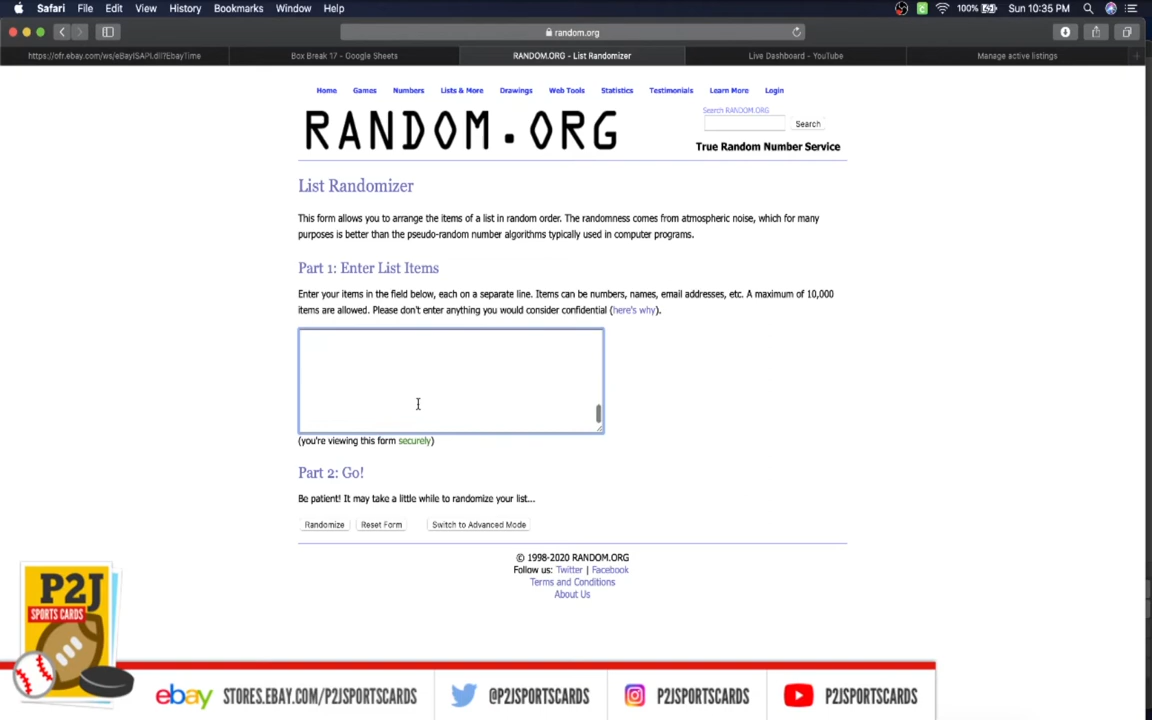 Safari File Edit View History Bookmarks Window Help 100% Sun 10:35 PM
random.org
https://ofr.ebay.com/ws/eBayISAPI.dll?EbayTime Box Break 17 - Google Sheets RANDOM.ORG - List Randomizer Live Dashboard - YouTube Manage active listings
Home Games Numbers Lists & More Drawings Web Tools Statistics Testimonials Learn More Login
RANDOM.ORG
Search RANDOM.ORG
Search
True Random Number Service
List Randomizer
This form allows you to arrange the items of a list in random order. The randomness comes from atmospheric noise, which for many
purposes is better than the pseudo-random number algorithms typically used in computer programs.
Part 1: Enter List Items
Enter your items in the field below, each on a separate line. Items can be numbers, names, email addresses, etc. A maximum of 10,000
items are allowed. Please don't enter anything you would consider confidential (here's why).
(you're viewing this form securely)
Part 2: Go!
Be patient! It may take a little while to randomize your list...
Randomize Reset Form Switch to Advanced Mode
© 1998-2020 RANDOM.ORG
Follow us: Twitter | Facebook
Terms and Conditions
About Us
P2J
SPORTS CARDS
ebay STORES.EBAY.COM/P2JSPORTSCARDS @P2JSPORTSCARDS P2JSPORTSCARDS P2JSPORTSCARDS